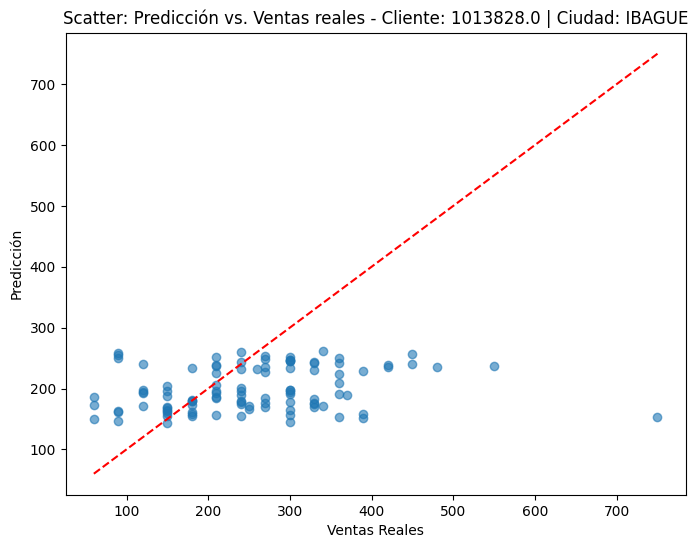 Scatter: Predicción vs. Ventas reales - Cliente: 1013828.0 | Ciudad: IBAGUE
700
600
500
400
300
200
100
Predicción
100 200 300 400 500 600 700
Ventas Reales